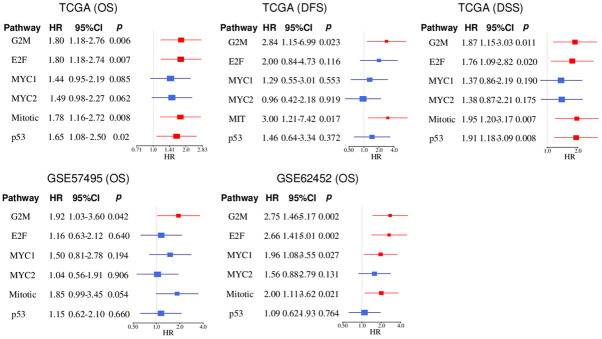 TCGA (OS)
Pathway HR 95%CI p
G2M 1.80 1.18-2.76 0.006
E2F 1.80 1.18-2.74 0.007
MYC1 1.44 0.95-2.19 0.085
MYC2 1.49 0.98-2.27 0.062
Mitotic 1.78 1.16-2.72 0.008
p53 1.65 1.08-2.50 0.02
0.71 1.0 1.41 2.0 2.83
HR
TCGA (DFS)
Pathway HR 95%CI p
G2M 2.84 1.15-6.99 0.023
E2F 2.00 0.84-4.73 0.116
MYC1 1.29 0.55-3.01 0.553
MYC2 0.96 0.42-2.18 0.919
MIT 3.00 1.21-7.42 0.017
p53 1.46 0.64-3.34 0.372
0.50 1.0 2.0 4.0
HR
TCGA (DSS)
Pathway HR 95%CI p
G2M 1.87 1.15-3.03 0.011
E2F 1.76 1.09-2.82 0.020
MYC1 1.37 0.86-2.19 0.190
MYC2 1.38 0.87-2.21 0.175
Mitotic 1.95 1.20-3.17 0.007
p53 1.91 1.18-3.09 0.008
1.0 2.0
HR
GSE57495 (OS)
Pathway HR 95%CI p
G2M 1.92 1.03-3.60 0.042
E2F 1.16 0.63-2.12 0.640
MYC1 1.50 0.81-2.78 0.194
MYC2 1.04 0.56-1.91 0.906
Mitotic 1.85 0.99-3.45 0.054
p53 1.15 0.62-2.10 0.660
0.50 1.0 2.0 4.0
HR
GSE62452 (OS)
Pathway HR 95%CI p
G2M 2.75 1.46-5.17 0.002
E2F 2.66 1.41-5.01 0.002
MYC1 1.96 1.08-3.55 0.027
MYC2 1.56 0.88-2.79 0.131
Mitotic 2.00 1.11-3.62 0.021
p53 1.09 0.62-1.93 0.764
0.50 1.0 2.0 4.0
HR